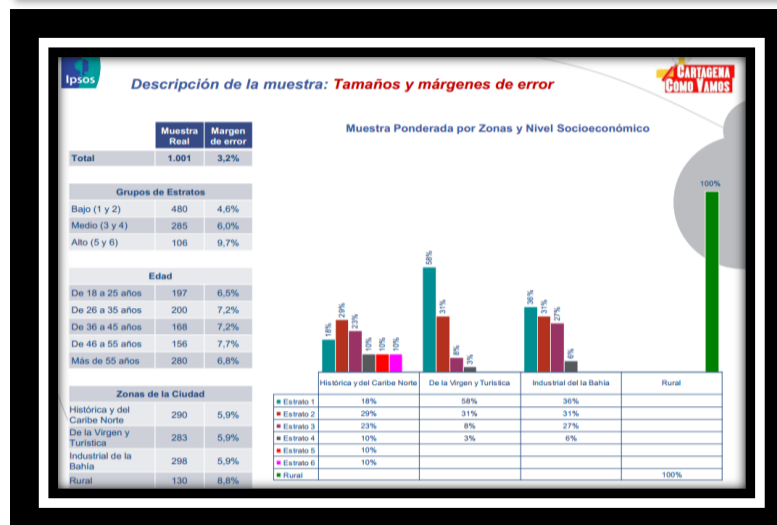 Ipsos
Descripción de la muestra: Tamaños y márgenes de error
CARTAGENA
CÓMO VAMOS
Muestra Real | Margen de error
Total | 1.001 | 3,2%
Grupos de Estratos
Bajo (1 y 2) | 480 | 4,6%
Medio (3 y 4) | 285 | 6,0%
Alto (5 y 6) | 106 | 9,7%
Edad
De 18 a 25 años | 197 | 6,5%
De 26 a 35 años | 200 | 7,2%
De 36 a 45 años | 168 | 7,2%
De 46 a 55 años | 156 | 7,7%
Más de 55 años | 280 | 6,8%
Zonas de la Ciudad
Histórica y del Caribe Norte | 290 | 5,9%
De la Virgen y Turística | 283 | 5,9%
Industrial de la Bahía | 298 | 5,9%
Rural | 130 | 8,8%
Muestra Ponderada por Zonas y Nivel Socioeconómico
18% 29% 23% 10% 10% 10%
58% 31% 8% 3%
36% 31% 27% 6%
100%
Histórica y del Caribe Norte | De la Virgen y Turística | Industrial del la Bahía | Rural
Estrato 1 | 18% | 58% | 36%
Estrato 2 | 29% | 31% | 31%
Estrato 3 | 23% | 8% | 27%
Estrato 4 | 10% | 3% | 6%
Estrato 5 | 10%
Estrato 6 | 10%
Rural | 100%